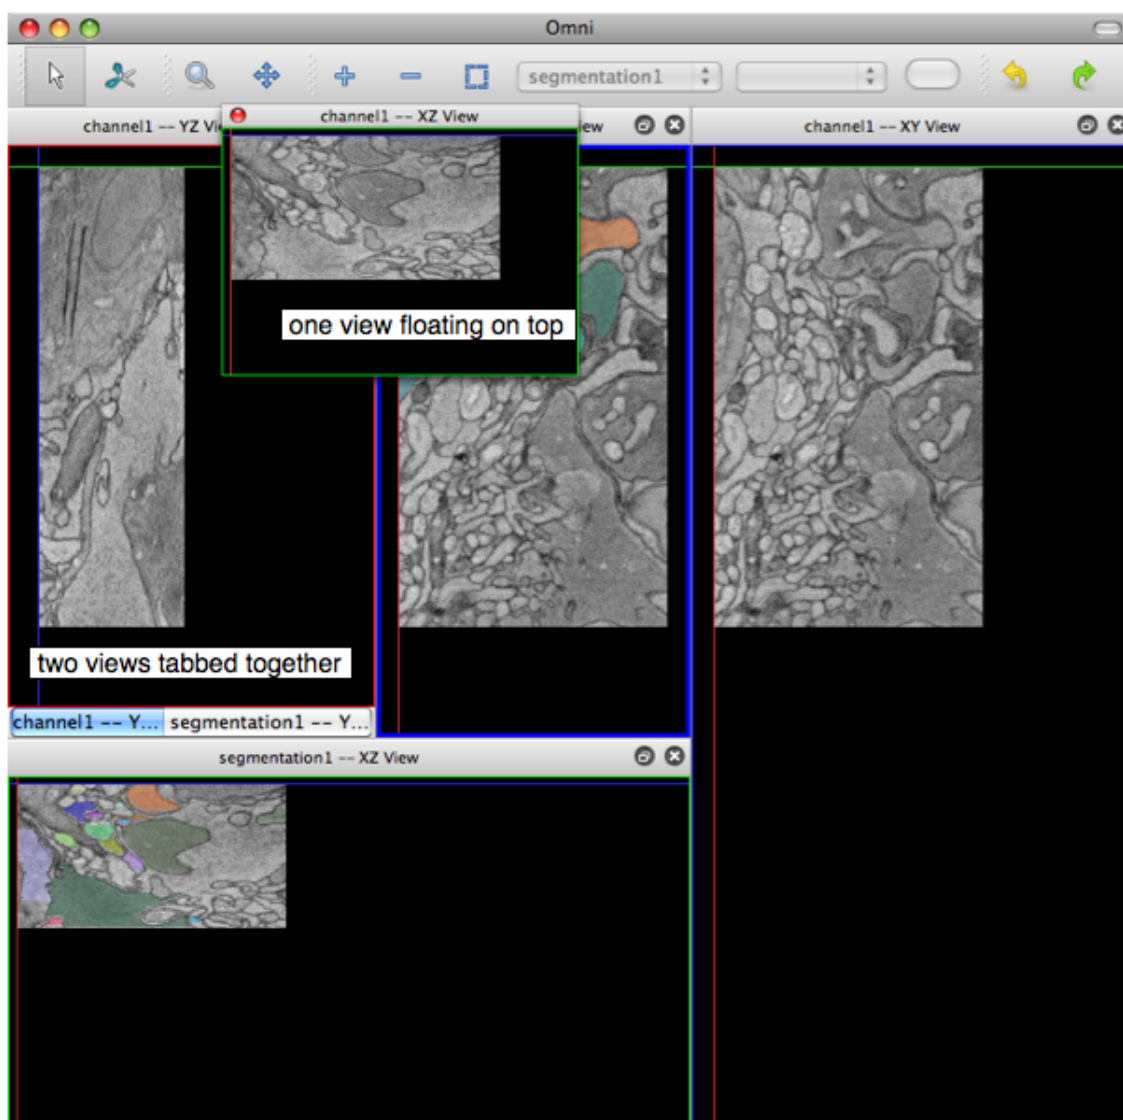 Omni
segmentation1
channel1 -- YZ Vi
channel1 -- XZ View
ew
channel1 -- XY View
one view floating on top
two views tabbed together
channel1 -- Y...
segmentation1 -- Y...
segmentation1 -- XZ View